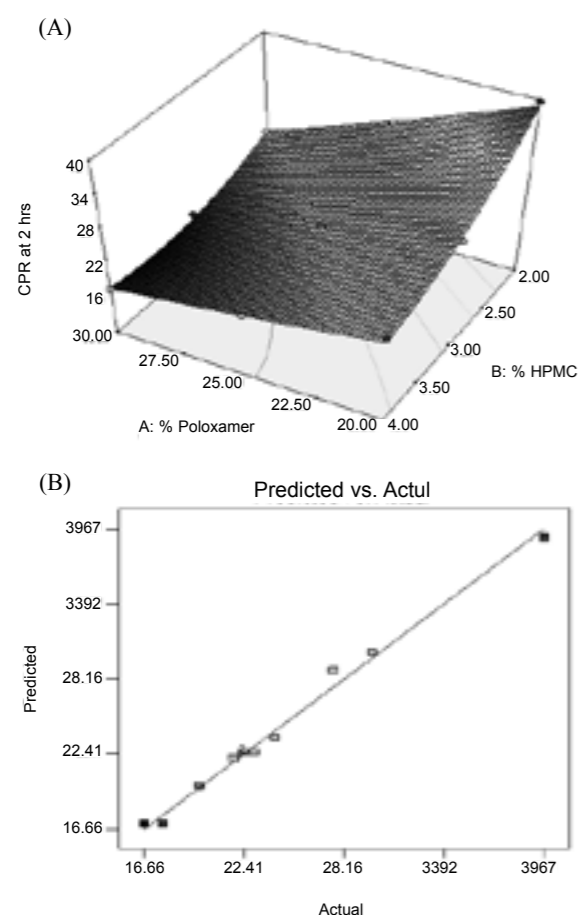 (A)
40
34
28
22
16
CPR at 2 hrs
30.00
27.50
25.00
22.50
20.00
A: % Poloxamer
4.00
3.50
3.00
2.50
2.00
B: % HPMC
(B)
Predicted vs. Actul
3967
3392
28.16
22.41
16.66
Predicted
16.66 22.41 28.16 3392 3967
Actual